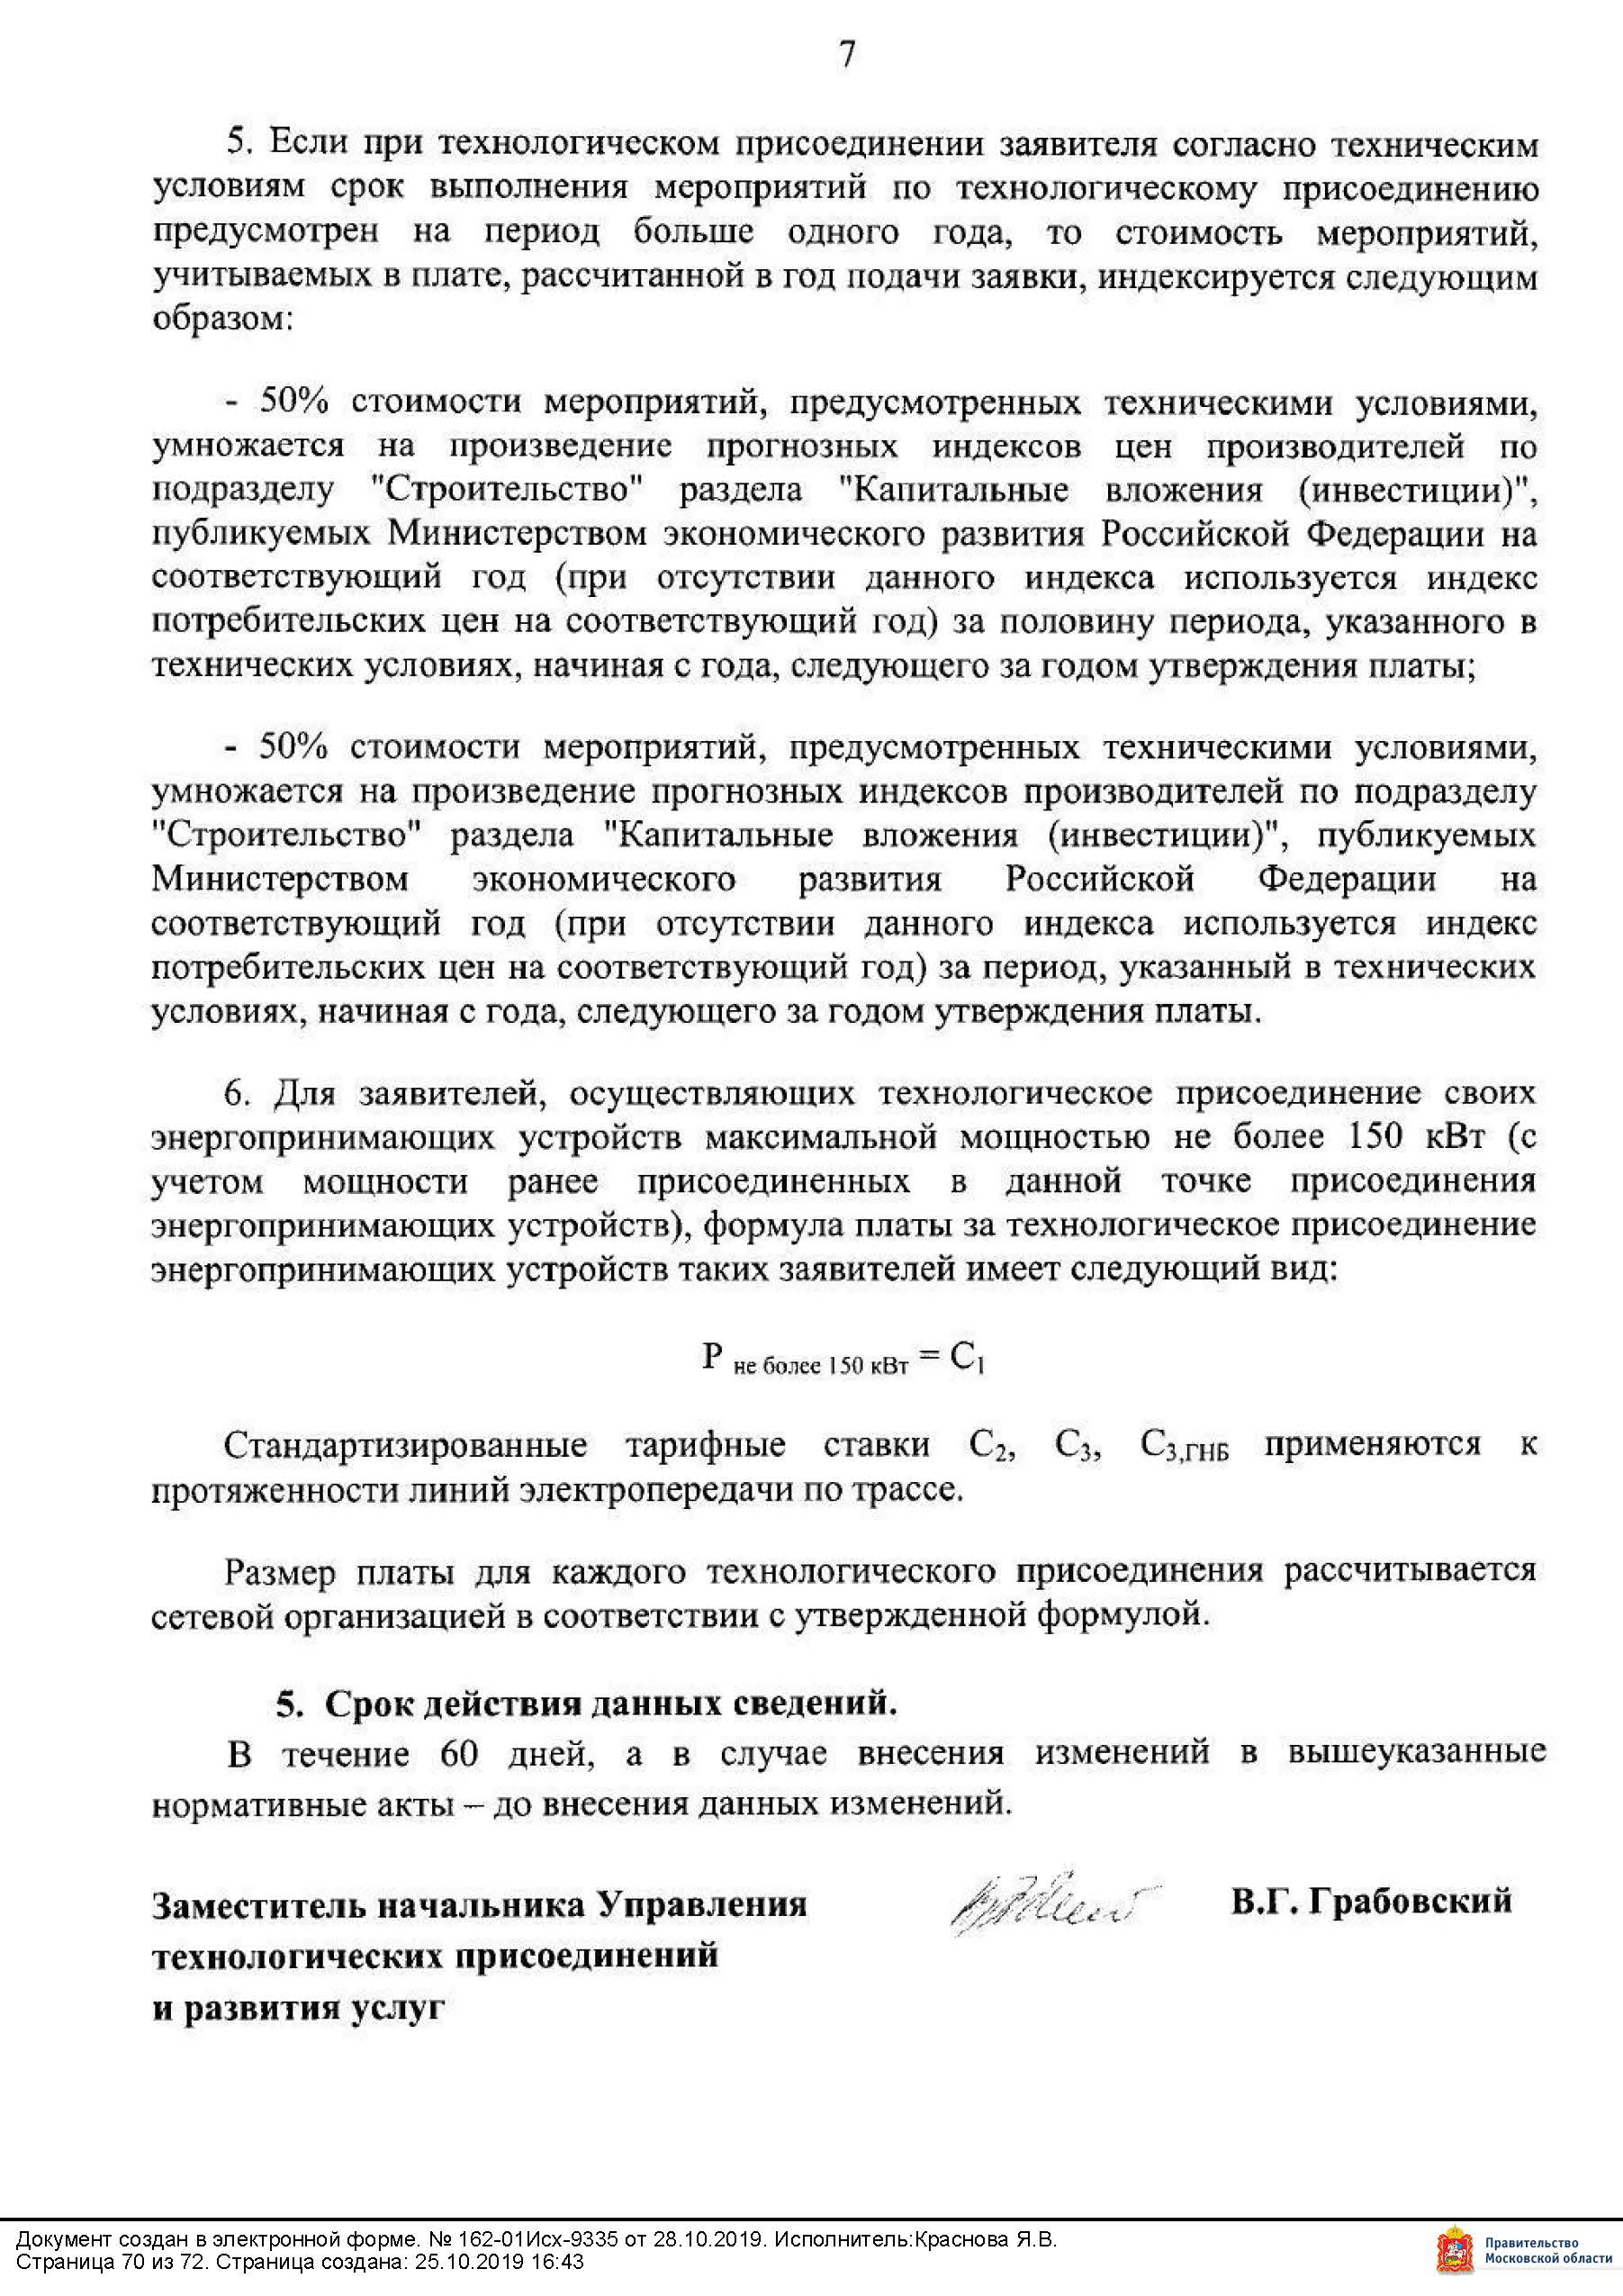 7
5. Если при технологическом присоединении заявителя согласно техническим
условиям срок выполнения мероприятий по технологическому присоединению
предусмотрен на период больше одного года, то стоимость мероприятий,
учитываемых в плате, рассчитанной в год подачи заявки, индексируется следующим
образом:
- 50% стоимости мероприятий, предусмотренных техническими условиями,
умножается на произведение прогнозных индексов цен производителей по
подразделу "Строительство" раздела "Капитальные вложения (инвестиции)",
публикуемых Министерством экономического развития Российской Федерации на
соответствующий год (при отсутствии данного индекса используется индекс
потребительских цен на соответствующий год) за половину периода, указанного в
технических условиях, начиная с года, следующего за годом утверждения платы;
- 50% стоимости мероприятий, предусмотренных техническими условиями,
умножается на произведение прогнозных индексов производителей по подразделу
"Строительство" раздела "Капитальные вложения (инвестиции)", публикуемых
Министерством экономического развития Российской Федерации на
соответствующий год (при отсутствии данного индекса используется индекс
потребительских цен на соответствующий год) за период, указанный в технических
условиях, начиная с года, следующего за годом утверждения платы.
6. Для заявителей, осуществляющих технологическое присоединение своих
энергопринимающих устройств максимальной мощностью не более 150 кВт (с
учетом мощности ранее присоединенных в данной точке присоединения
энергопринимающих устройств), формула платы за технологическое присоединение
энергопринимающих устройств таких заявителей имеет следующий вид:
Р не более 150 кВт = С1
Стандартизированные тарифные ставки С2, С3, С3,ГНБ применяются к
протяженности линий электропередачи по трассе.
Размер платы для каждого технологического присоединения рассчитывается
сетевой организацией в соответствии с утвержденной формулой.
5. Срок действия данных сведений.
В течение 60 дней, а в случае внесения изменений в вышеуказанные
нормативные акты – до внесения данных изменений.
Заместитель начальника Управления В.Г. Грабовский
технологических присоединений
и развития услуг
Документ создан в электронной форме. № 162-01Исх-9335 от 28.10.2019. Исполнитель:Краснова Я.В.
Страница 70 из 72. Страница создана: 25.10.2019 16:43
Правительство
Московской области